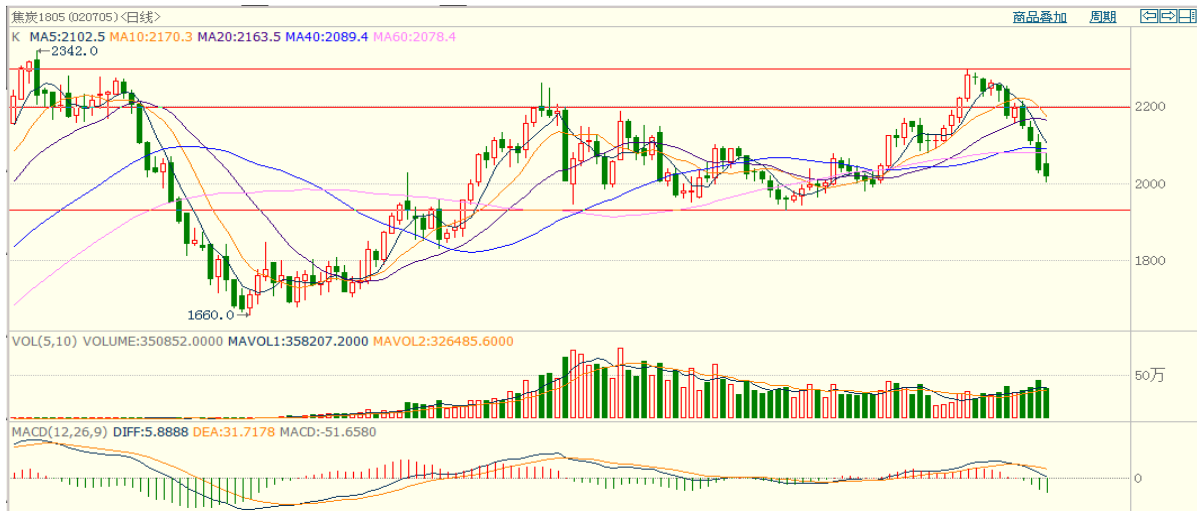 焦炭1805(020705)<日线> 商品叠加 周期
K MA5:2102.5 MA10:2170.3 MA20:2163.5 MA40:2089.4 MA60:2078.4
2342.0
2200
2000
1800
1660.0
VOL(5,10) VOLUME:350852.0000 MAVOL1:358207.2000 MAVOL2:326485.6000
50万
MACD(12,26,9) DIFF:5.8888 DEA:31.7178 MACD:-51.6580
0